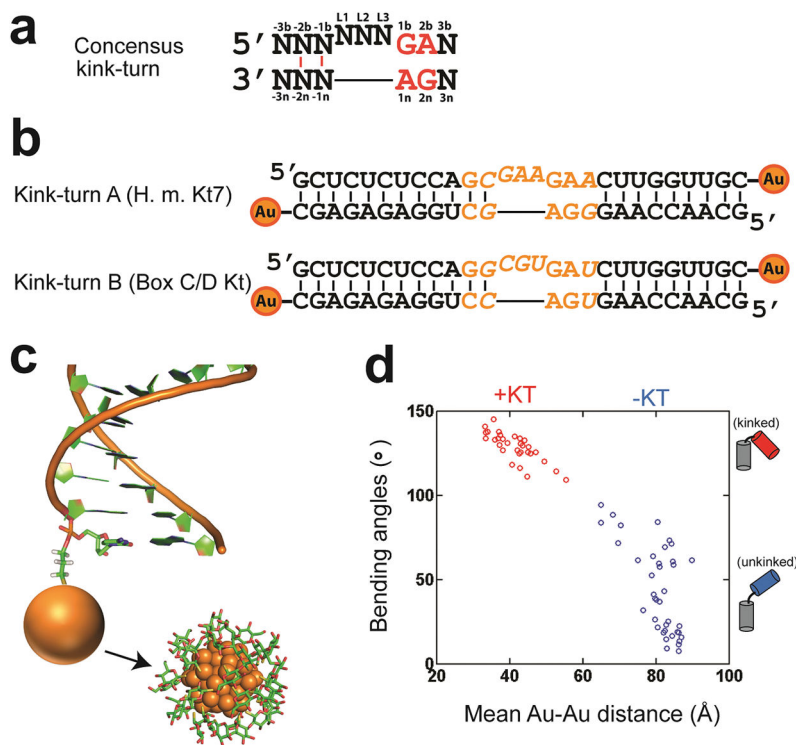 a
Concensus kink-turn
-3b -2b -1b L1 L2 L3 1b 2b 3b
5’NNNNNNGAN
3’NNN AGN
-3n -2n -1n 1n 2n 3n
b
Kink-turn A (H. m. Kt7)
5’GCUCUCUCCAGCGAAGAACUUGGUUGC Au
Au CGAGAGAGGUCG AGGGAACCAACG5’
Kink-turn B (Box C/D Kt)
5’GCUCUCUCCAGGCGUGAUCUUGGUUGC Au
Au CGAGAGAGGUCC AGUGAACCAACG5’
c
d
+KT -KT
150
100
50
0
Bending angles (°)
20 40 60 80 100
Mean Au-Au distance (Å)
(kinked)
(unkinked)